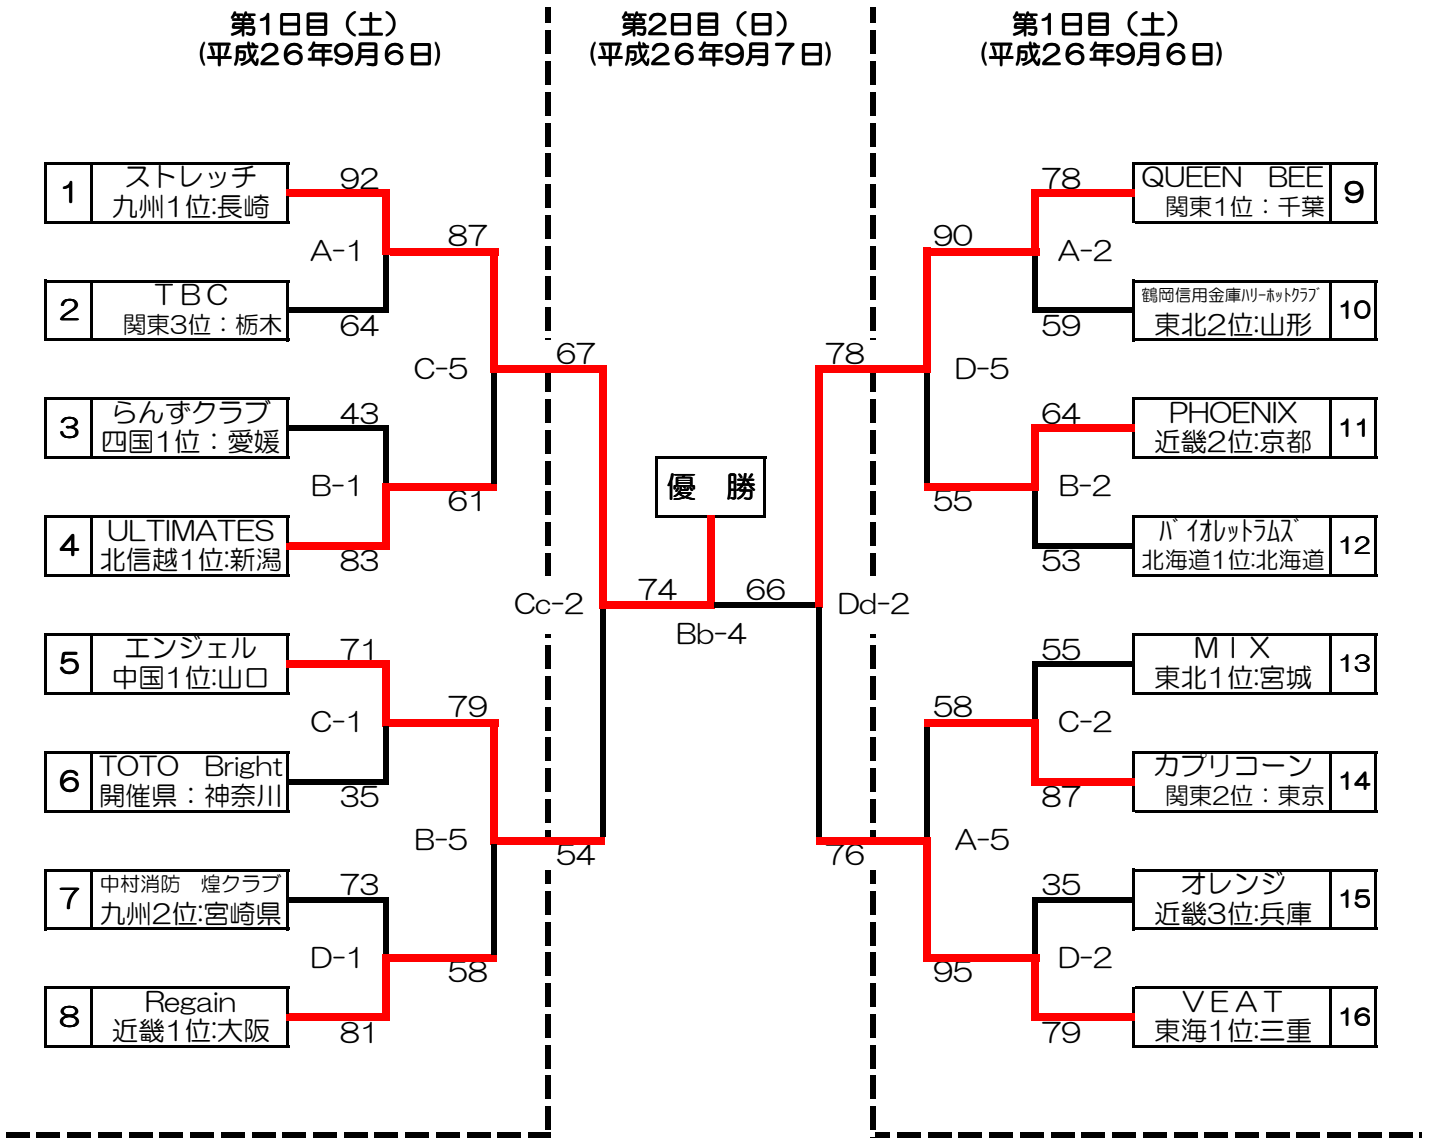 第1日目（土）
(平成２６年9月６日)
第2日目（日）
(平成２６年9月７日)
第1日目（土）
(平成２６年9月６日)
1
ストレッチ
九州1位:長崎
92
A-1
87
2
ＴＢＣ
関東3位：栃木
64
C-5
67
3
らんずクラブ
四国1位：愛媛
43
B-1
61
4
ULTIMATES
北信越1位:新潟
83
Cc-2
74
5
エンジェル
中国1位:山口
71
C-1
79
6
TOTO　Bright
開催県：神奈川
35
B-5
54
7
中村消防　煌クラブ
九州2位:宮崎県
73
D-1
58
8
Regain
近畿1位:大阪
81
優　勝
66
Bb-4
78
QUEEN　BEE
関東1位：千葉
9
90
A-2
59
鶴岡信用金庫ﾊﾘｰﾎｯﾄｸﾗﾌﾞ
東北2位:山形
10
78
D-5
64
PHOENIX
近畿2位:京都
11
55
B-2
53
ﾊﾞｲｵﾚｯﾄﾗﾑｽﾞ
北海道1位:北海道
12
Dd-2
55
ＭＩＸ
東北1位:宮城
13
58
C-2
87
カプリコーン
関東2位：東京
14
76
A-5
35
オレンジ
近畿3位:兵庫
15
95
D-2
79
ＶＥＡＴ
東海1位:三重
16